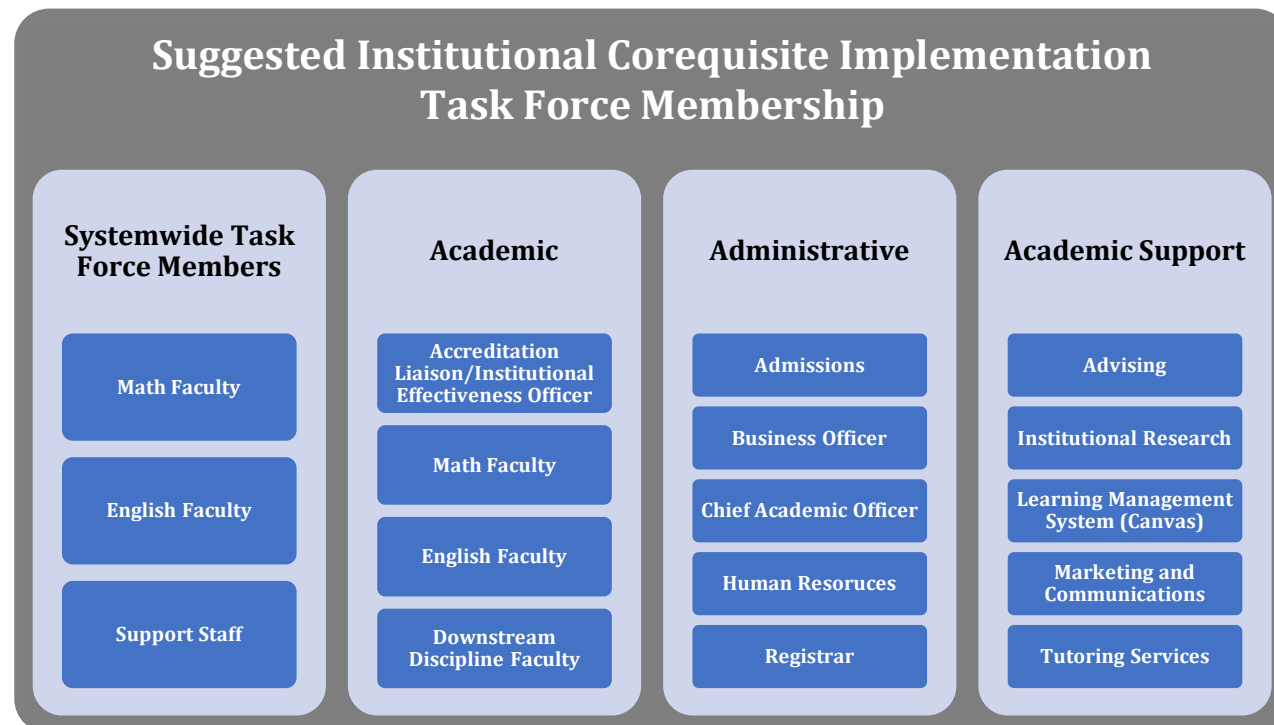 Suggested Institutional Corequisite Implementation
Task Force Membership
Systemwide Task
Force Members
Math Faculty
English Faculty
Support Staff
Academic
Accreditation
Liaison/Institutional
Effectiveness Officer
Math Faculty
English Faculty
Downstream
Discipline Faculty
Administrative
Admissions
Business Officer
Chief Academic Officer
Human Resoruces
Registrar
Academic Support
Advising
Institutional Research
Learning Management
System (Canvas)
Marketing and
Communications
Tutoring Services